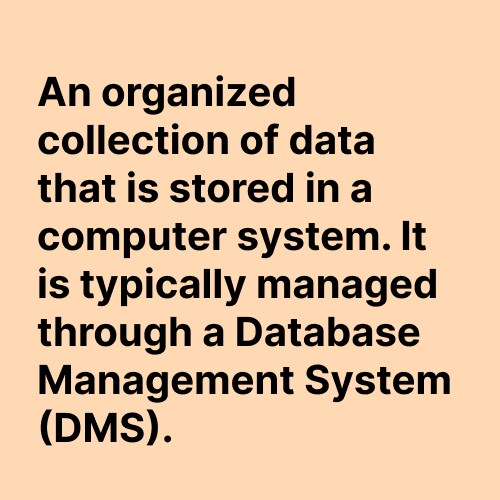 An organized
collection of data
that is stored in a
computer system. It
is typically managed
through a Database
Management System
(DMS).